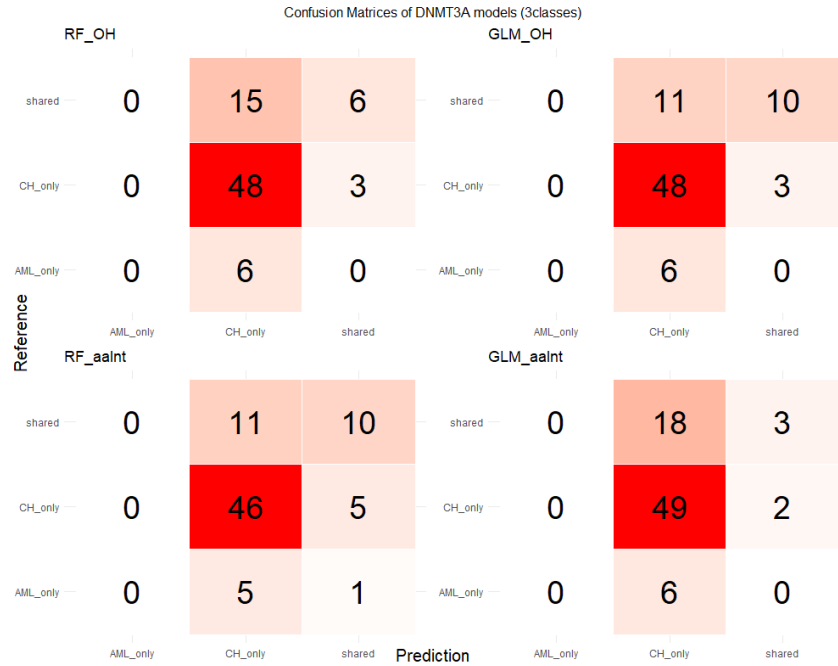 Confusion Matrices of DNMT3A models (3classes)
RF_OH
shared 0 15 6
CH_only 0 48 3
AML_only 0 6 0
AML_only CH_only shared
GLM_OH
shared 0 11 10
CH_only 0 48 3
AML_only 0 6 0
AML_only CH_only shared
Reference
RF_aaInt
shared 0 11 10
CH_only 0 46 5
AML_only 0 5 1
AML_only CH_only shared
GLM_aaInt
shared 0 18 3
CH_only 0 49 2
AML_only 0 6 0
AML_only CH_only shared
Prediction